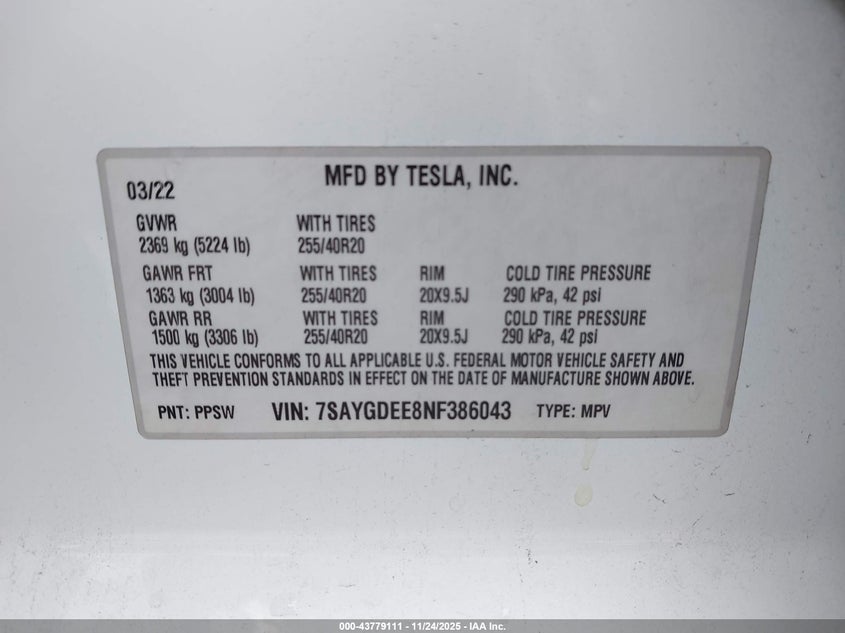 MFD BY TESLA, INC.
03/22
GVWR WITH TIRES
2369 kg (5224 lb) 255/40R20
GAWR FRT WITH TIRES RIM COLD TIRE PRESSURE
1363 kg (3004 lb) 255/40R20 20X9.5J 290 kPa, 42 psi
GAWR RR WITH TIRES RIM COLD TIRE PRESSURE
1500 kg (3306 lb) 255/40R20 20X9.5J 290 kPa, 42 psi
THIS VEHICLE CONFORMS TO ALL APPLICABLE U.S. FEDERAL MOTOR VEHICLE SAFETY AND
THEFT PREVENTION STANDARDS IN EFFECT ON THE DATE OF MANUFACTURE SHOWN ABOVE.
PNT: PPSW VIN: 7SAYGDEE8NF386043 TYPE: MPV
000-43779111 - 11/24/2025 - IAA Inc.